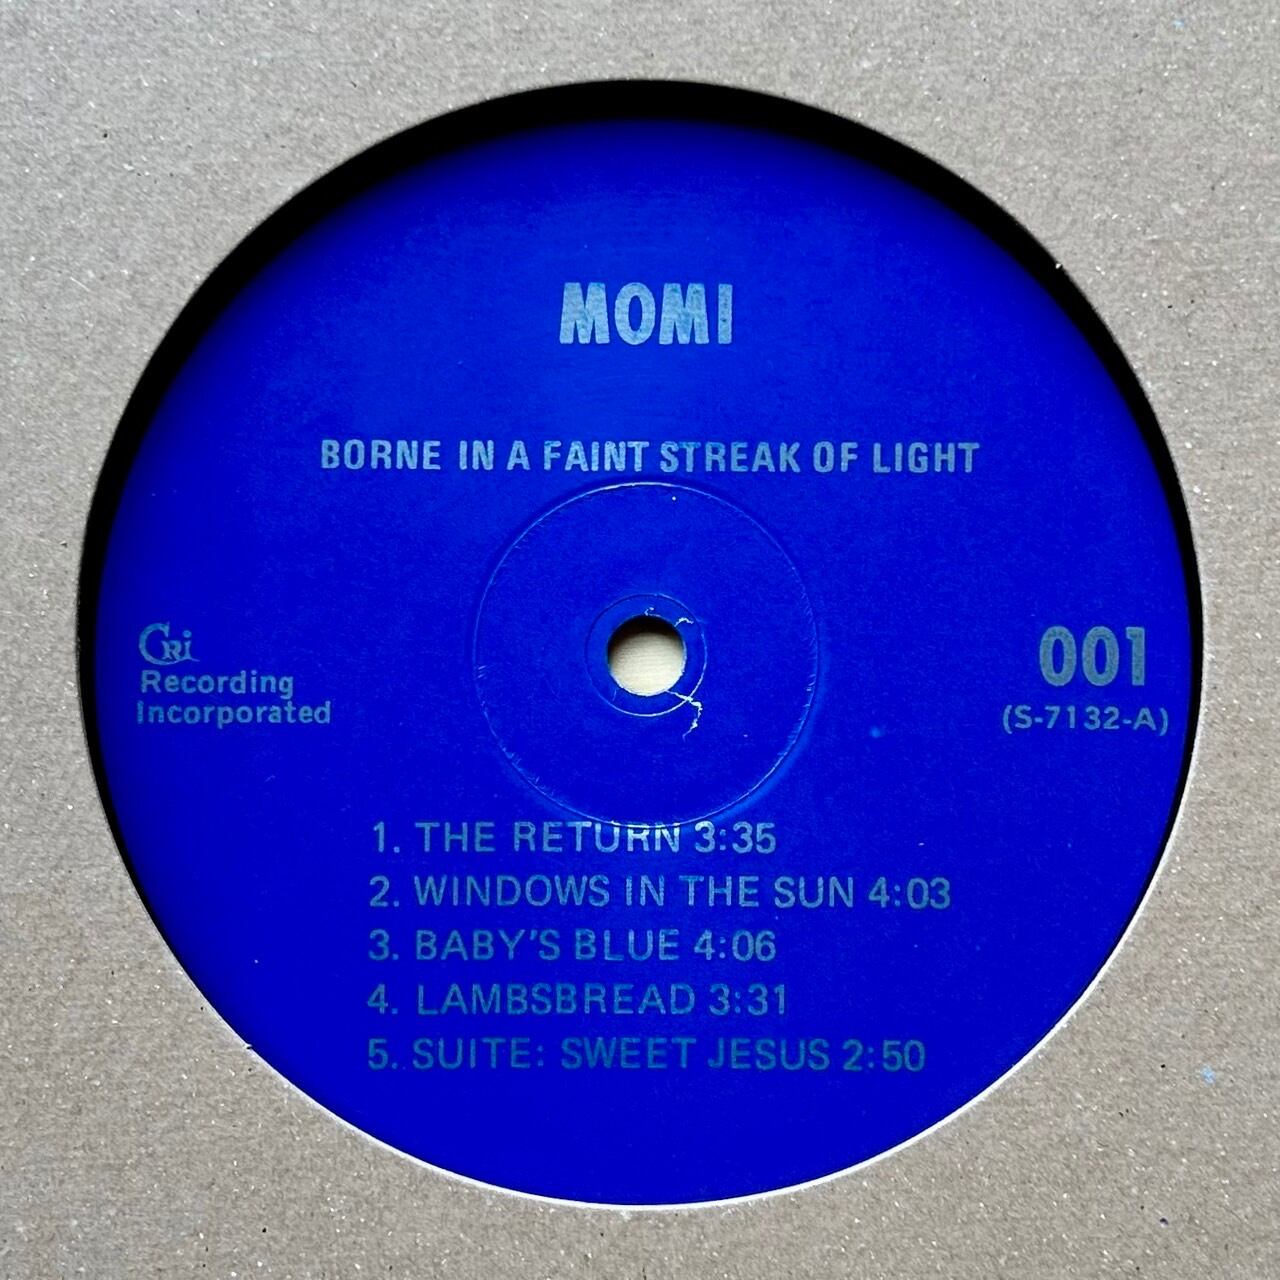 MOMI
BORNE IN A FAINT STREAK OF LIGHT
CRi
Recording
Incorporated
001
(S-7132-A)
1. THE RETURN 3:35
2. WINDOWS IN THE SUN 4:03
3. BABY'S BLUE 4:06
4. LAMBSBREAD 3:31
5. SUITE: SWEET JESUS 2:50